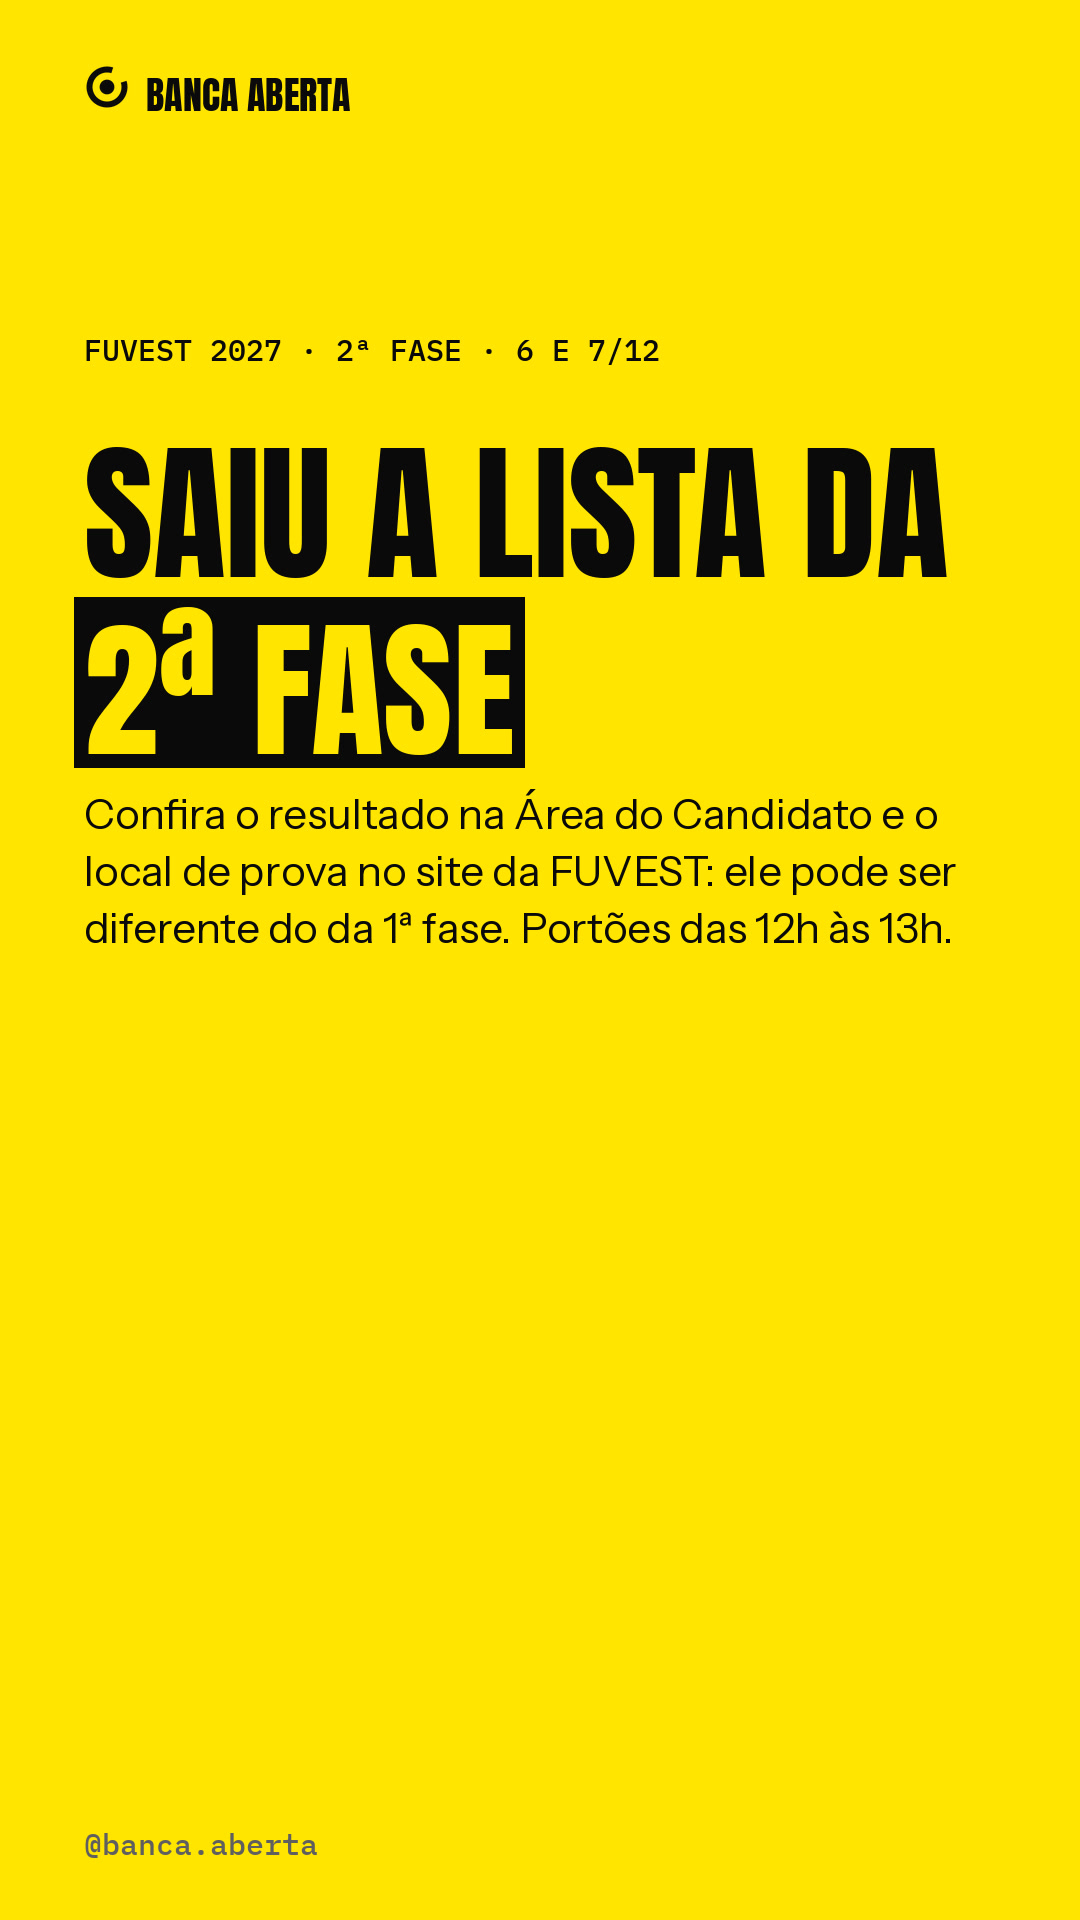 BANCA ABERTA
FUVEST 2027 · 2ª FASE · 6 E 7/12
SAIU A LISTA DA
2ª FASE
Confira o resultado na Área do Candidato e o
local de prova no site da FUVEST: ele pode ser
diferente do da 1ª fase. Portões das 12h às 13h.
@banca.aberta